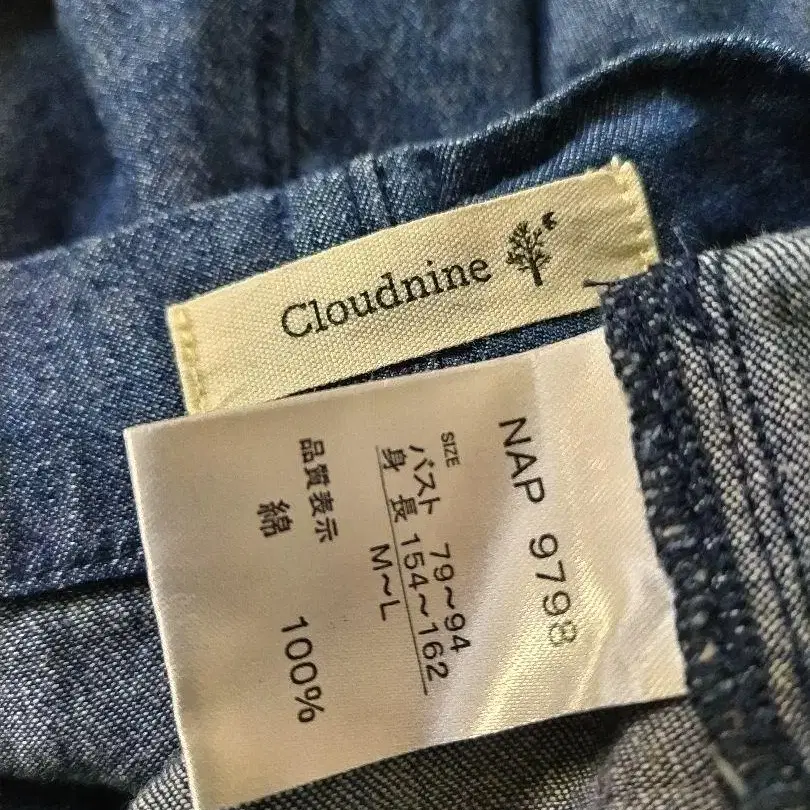 Cloudnine
NAP 9798
SIZE
バスト 79～94
身 長 154～162
M～L
品質表示
綿 100%